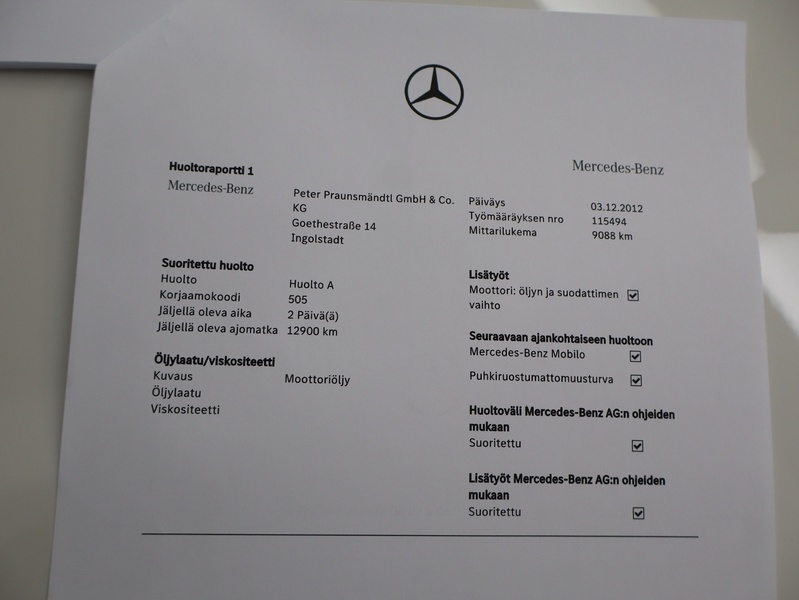 Mercedes-Benz
Huoltoraportti 1
Mercedes-Benz
Peter Praunsmändtl GmbH & Co.
KG
Goethestraße 14
Ingolstadt
Päiväys 03.12.2012
Työmääräyksen nro 115494
Mittarilukema 9088 km
Suoritettu huolto
Huolto Huolto A
Korjaamokoodi 505
Jäljellä oleva aika 2 Päivä(ä)
Jäljellä oleva ajomatka 12900 km
Öljylaatu/viskositeetti
Kuvaus Moottoriöljy
Öljylaatu
Viskositeetti
Lisätyöt
Moottori: öljyn ja suodattimen
vaihto
Seuraavaan ajankohtaiseen huoltoon
Mercedes-Benz Mobilo
Puhkiruostumattomuusturva
Huoltoväli Mercedes-Benz AG:n ohjeiden
mukaan
Suoritettu
Lisätyöt Mercedes-Benz AG:n ohjeiden
mukaan
Suoritettu